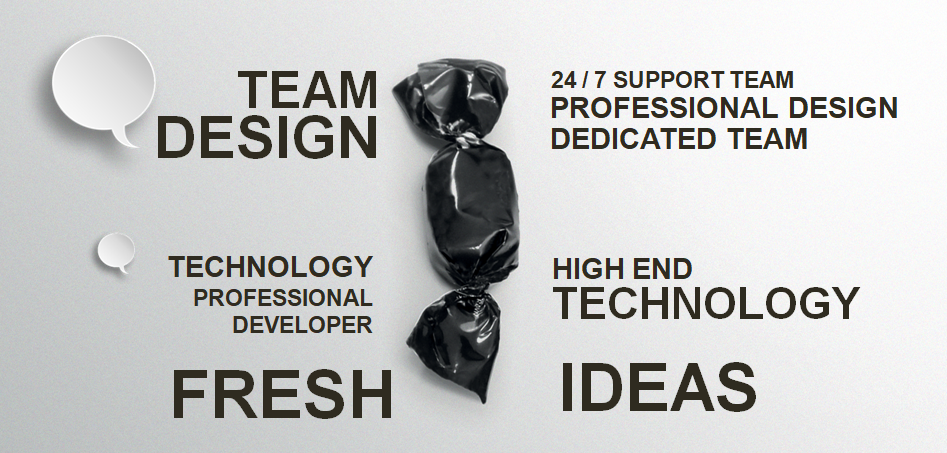 TEAM
DESIGN
24 / 7 SUPPORT TEAM
PROFESSIONAL DESIGN
DEDICATED TEAM
TECHNOLOGY
PROFESSIONAL
DEVELOPER
HIGH END
TECHNOLOGY
FRESH
IDEAS